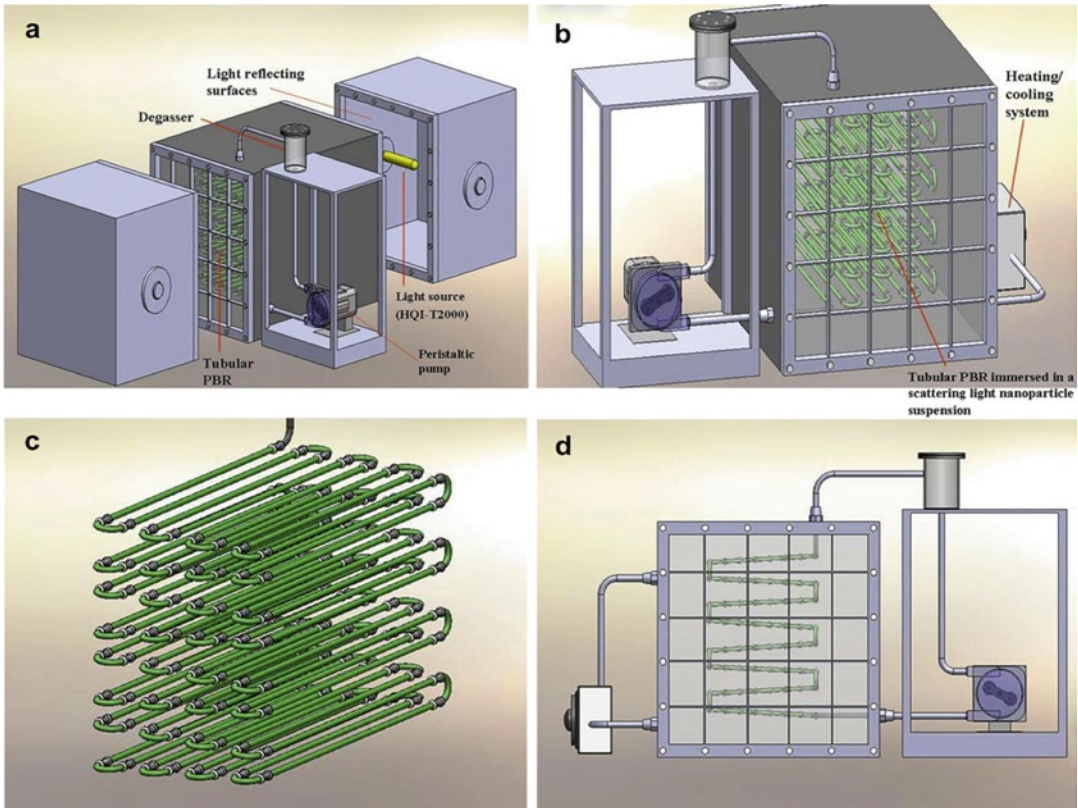 a
Light reflecting
surfaces
Degasser
Light source
(HQI-T2000)
Tubular
PBR
Peristaltic
pump
b
Heating/
cooling
system
Tubular PBR immersed in a
scattering light nanoparticle
suspension
c
d